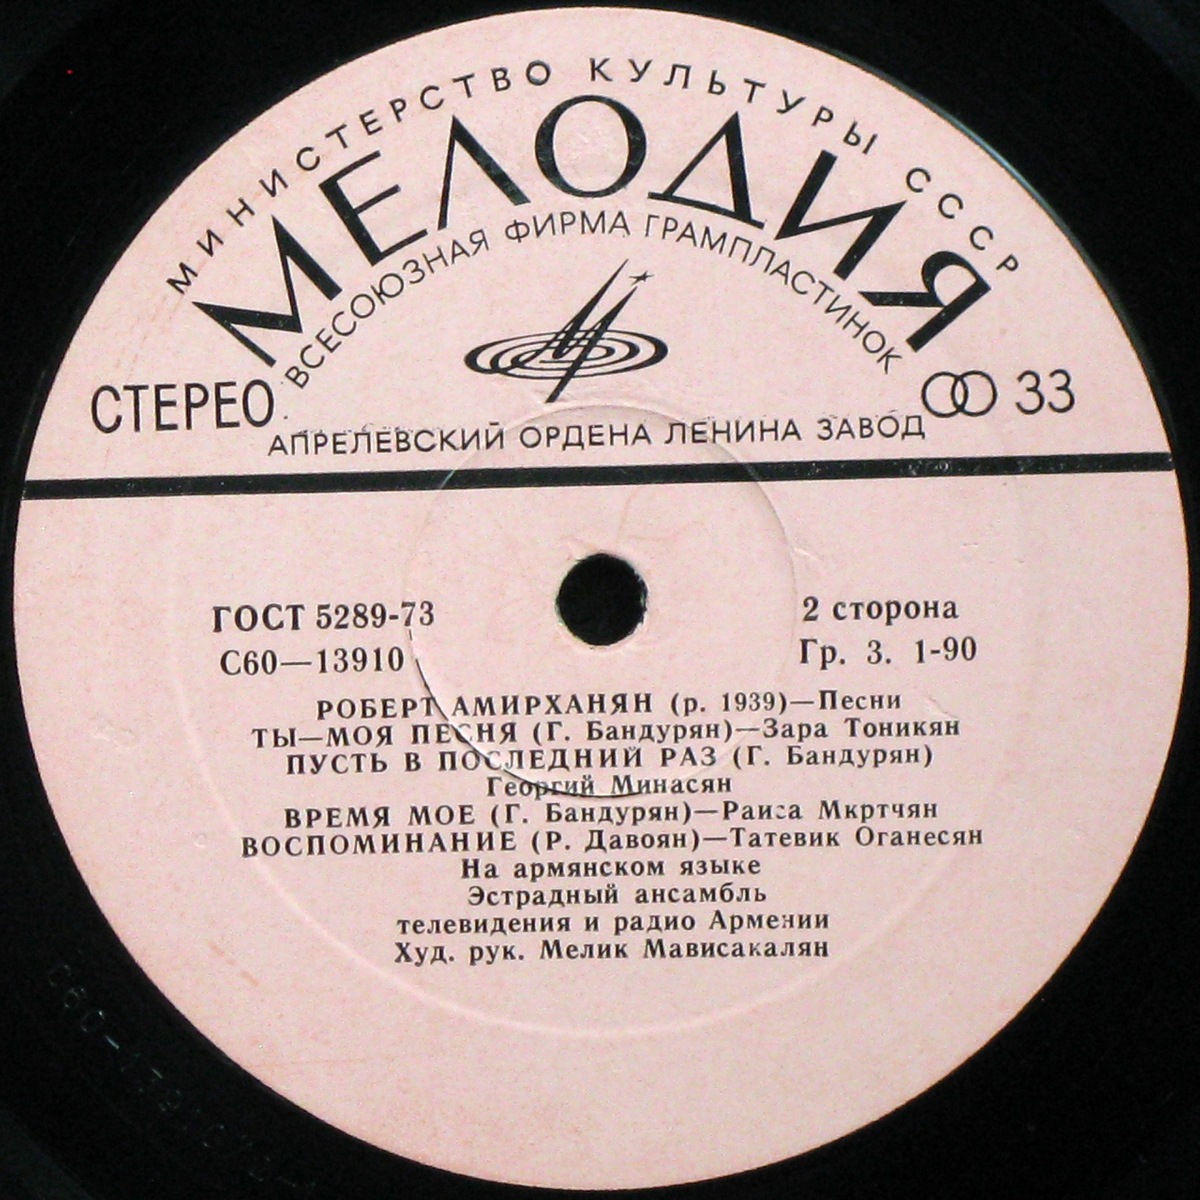 МИНИСТЕРСТВО КУЛЬТУРЫ СССР
МЕЛОДИЯ
ВСЕСОЮЗНАЯ ФИРМА ГРАМПЛАСТИНОК
СТЕРЕО
33
АПРЕЛЕВСКИЙ ОРДЕНА ЛЕНИНА ЗАВОД
ГОСТ 5289-73
2 сторона
С60—13910
Гр. 3. 1-90
РОБЕРТ АМИРХАНЯН (р. 1939)—Песни
ТЫ—МОЯ ПЕСНЯ (Г. Бандурян)—Зара Тоникян
ПУСТЬ В ПОСЛЕДНИЙ РАЗ (Г. Бандурян)
Георгий Минасян
ВРЕМЯ МОЕ (Г. Бандурян)—Раиса Мкртчян
ВОСПОМИНАНИЕ (Р. Давоян)—Татевик Оганесян
На армянском языке
Эстрадный ансамбль
телевидения и радио Армении
Худ. рук. Мелик Мависакалян